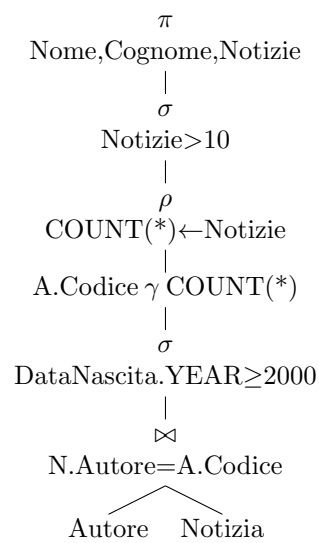 π
Nome,Cognome,Notizie
σ
Notizie>10
ρ
COUNT(*)←Notizie
A.Codice γ COUNT(*)
σ
DataNascita.YEAR≥2000
⋈
N.Autore=A.Codice
Autore Notizia